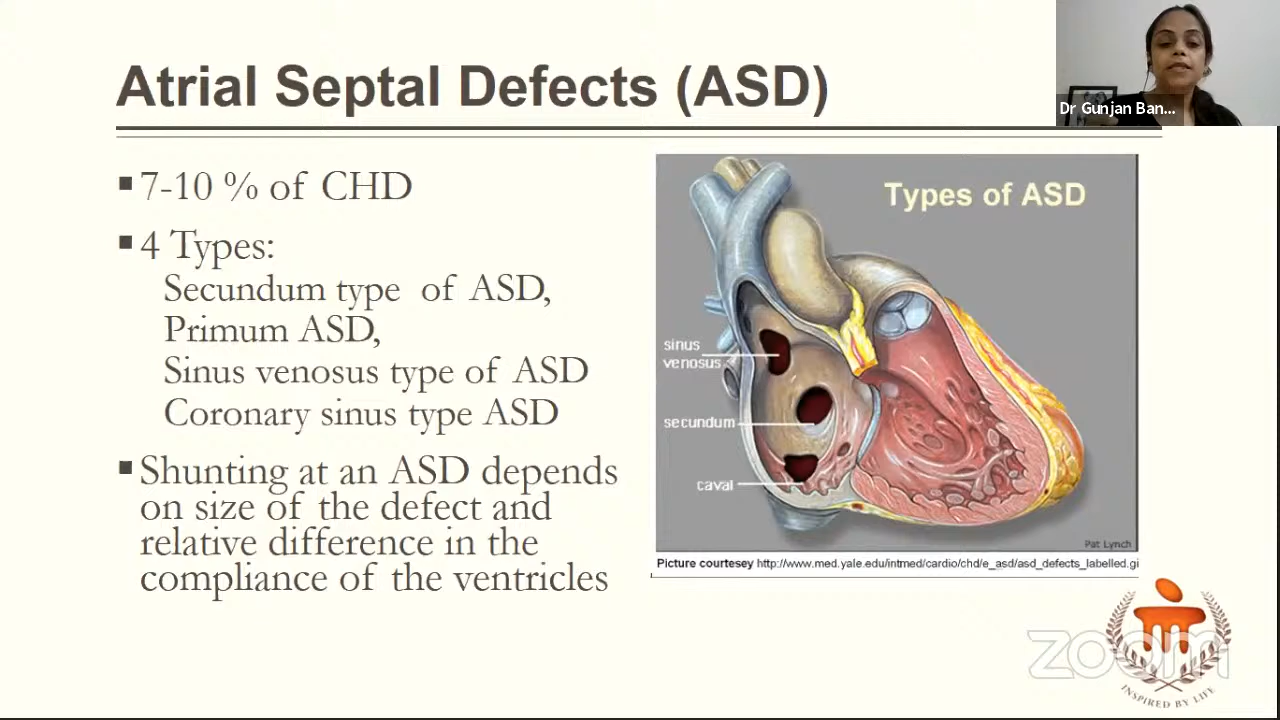 Atrial Septal Defects (ASD)
Dr Gunjan Ban...
▪7-10 % of CHD
▪4 Types:
Secundum type of ASD,
Primum ASD,
Sinus venosus type of ASD
Coronary sinus type ASD
▪Shunting at an ASD depends
on size of the defect and
relative difference in the
compliance of the ventricles
Types of ASD
sinus
venosus
secundum
caval
Pat Lynch
Picture courtesey http://www.med.yale.edu/intmed/cardio/chd/e_asd/asd_defects_labelled.gi
zoom
INSPIRED BY LIFE